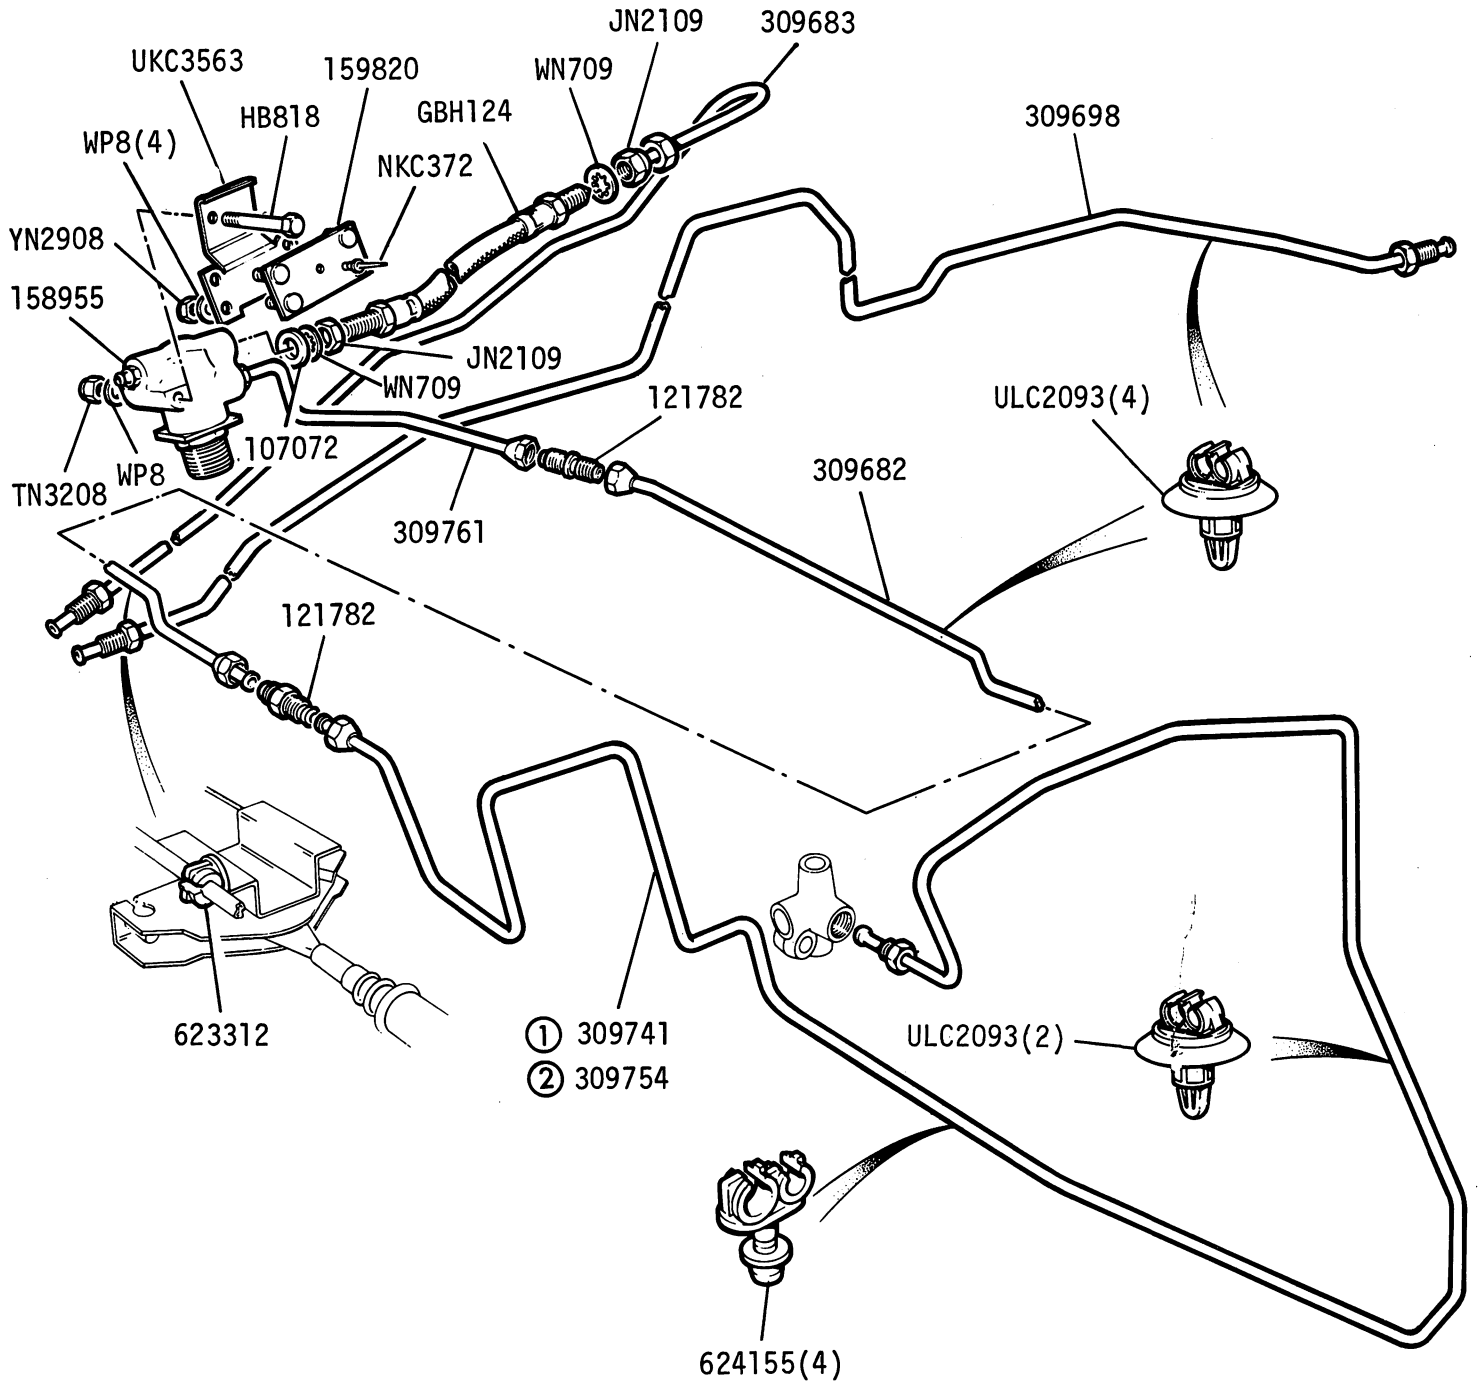 JN2109
309683
UKC3563
159820
WN709
HB818
GBH124
309698
WP8(4)
NKC372
YN2908
158955
JN2109
WN709
121782
ULC2093(4)
107072
WP8
309682
TN3208
309761
121782
623312
① 309741
ULC2093(2)
② 309754
624155(4)